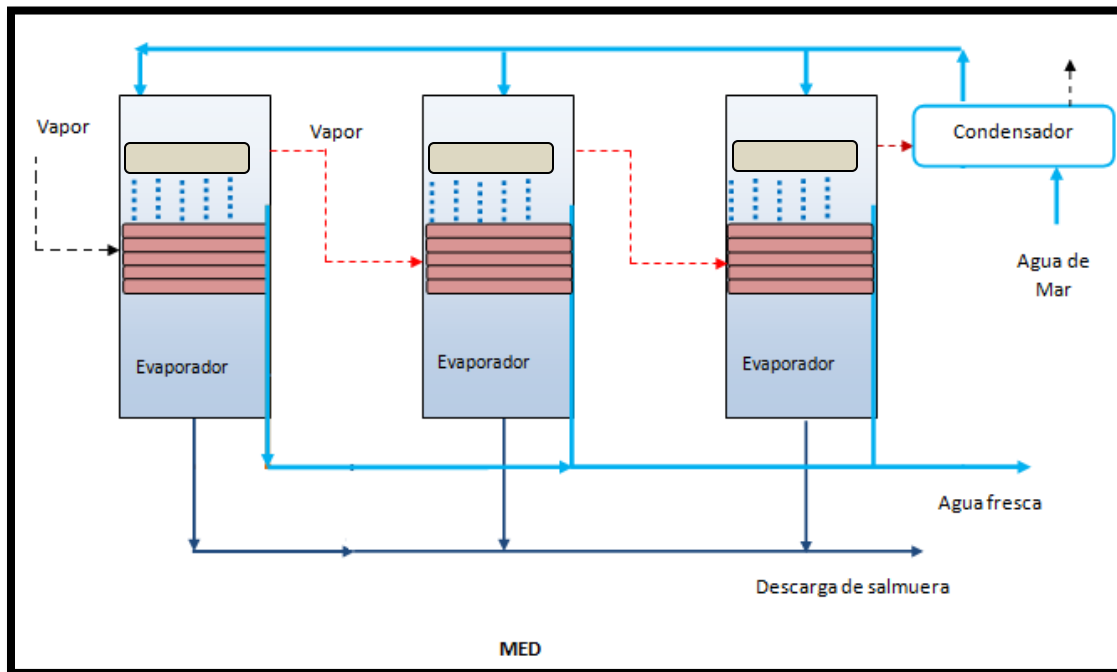 Vapor
Vapor
Condensador
Agua de
Mar
Evaporador
Evaporador
Evaporador
Agua fresca
Descarga de salmuera
MED